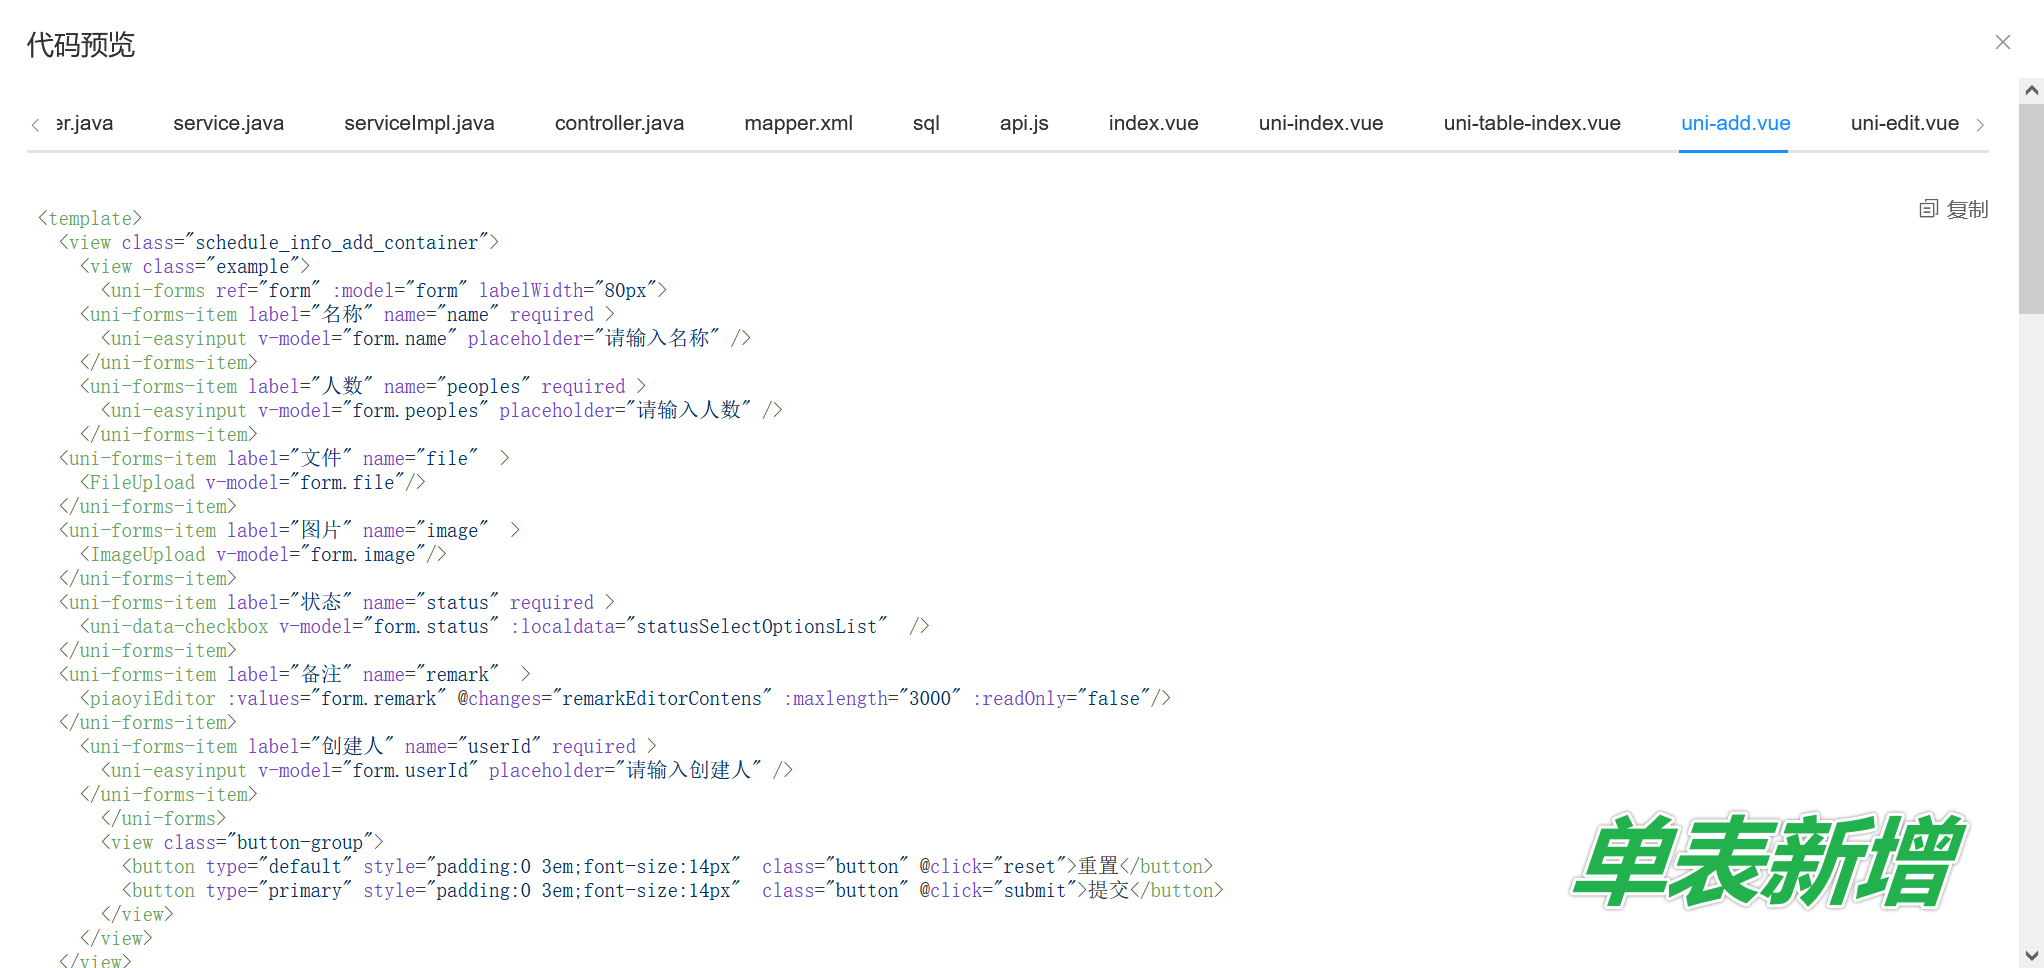 代码预览
er.java service.java serviceImpl.java controller.java mapper.xml sql api.js index.vue uni-index.vue uni-table-index.vue uni-add.vue uni-edit.vue
复制
<template>
  <view class="schedule_info_add_container">
    <view class="example">
      <uni-forms ref="form" :model="form" labelWidth="80px">
    <uni-forms-item label="名称" name="name" required >
      <uni-easyinput v-model="form.name" placeholder="请输入名称" />
    </uni-forms-item>
    <uni-forms-item label="人数" name="peoples" required >
      <uni-easyinput v-model="form.peoples" placeholder="请输入人数" />
    </uni-forms-item>
  <uni-forms-item label="文件" name="file"  >
    <FileUpload v-model="form.file"/>
  </uni-forms-item>
  <uni-forms-item label="图片" name="image"  >
    <ImageUpload v-model="form.image"/>
  </uni-forms-item>
  <uni-forms-item label="状态" name="status" required >
    <uni-data-checkbox v-model="form.status" :localdata="statusSelectOptionsList"  />
  </uni-forms-item>
  <uni-forms-item label="备注" name="remark"  >
    <piaoyiEditor :values="form.remark" @changes="remarkEditorContens" :maxlength="3000" :readOnly="false"/>
  </uni-forms-item>
    <uni-forms-item label="创建人" name="userId" required >
      <uni-easyinput v-model="form.userId" placeholder="请输入创建人" />
    </uni-forms-item>
      </uni-forms>
      <view class="button-group">
        <button type="default" style="padding:0 3em;font-size:14px"  class="button" @click="reset">重置</button>
        <button type="primary" style="padding:0 3em;font-size:14px"  class="button" @click="submit">提交</button>
      </view>
    </view>
  </view>
单表新增